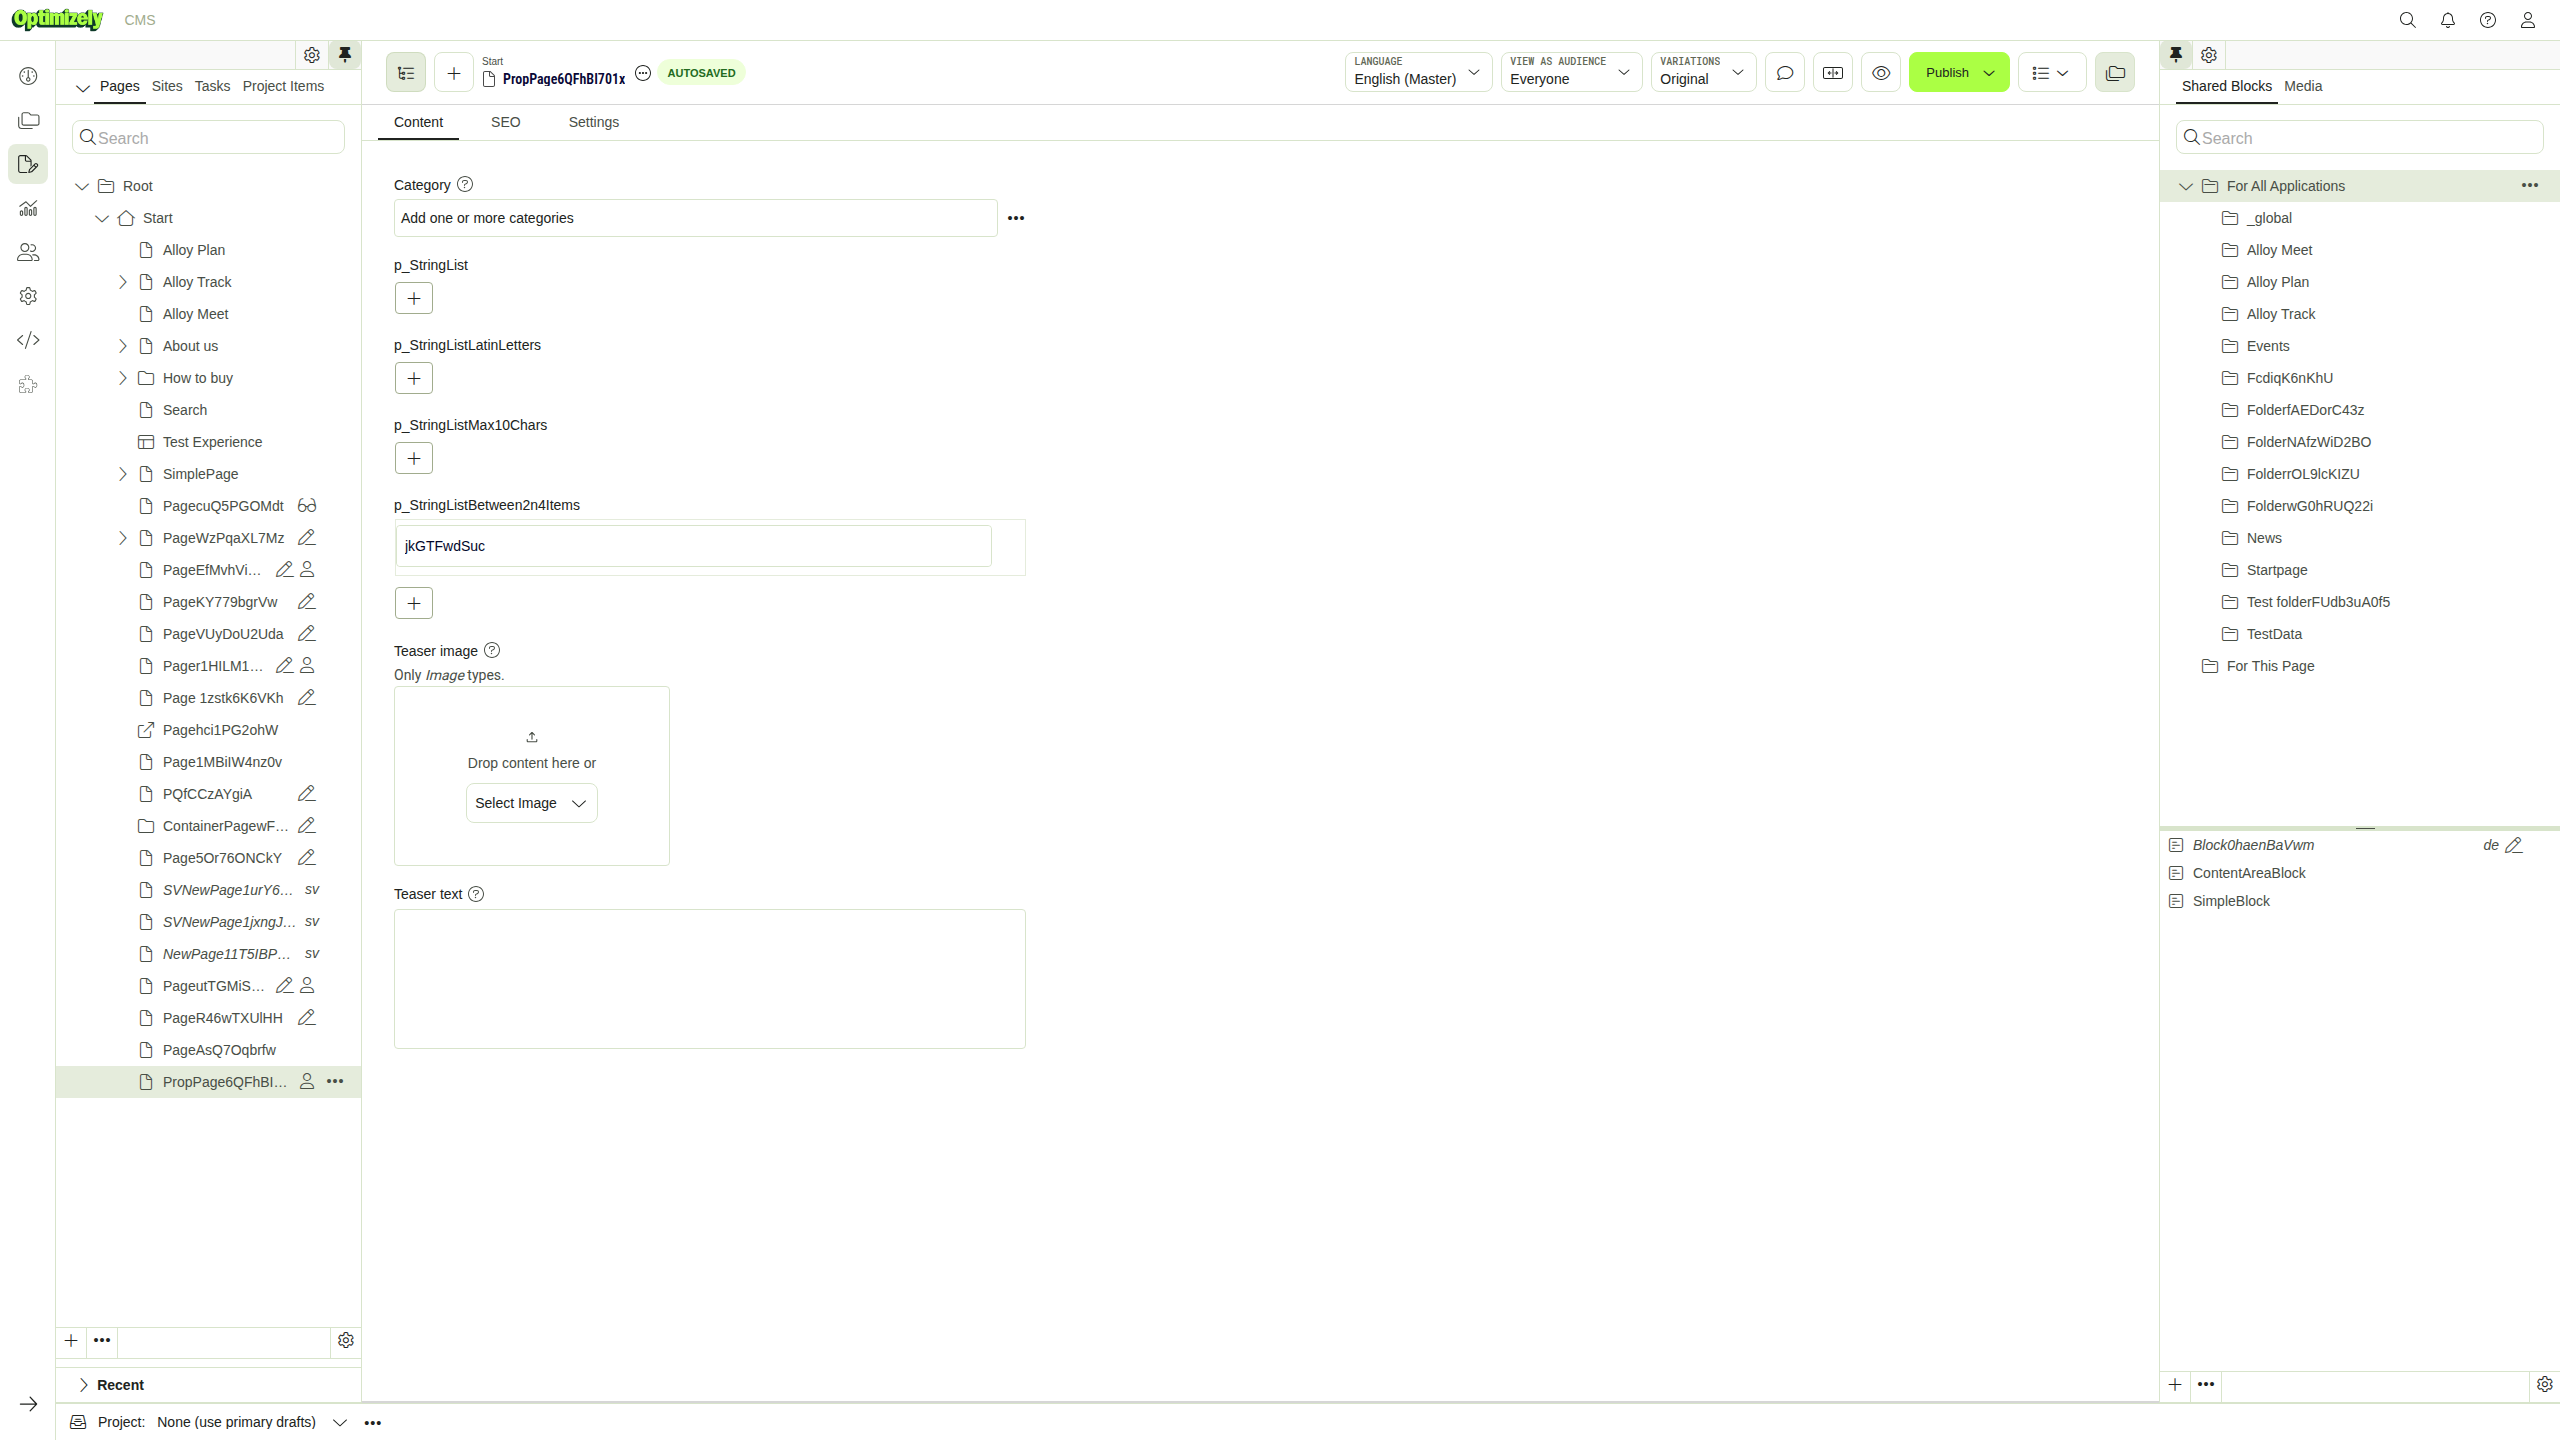 Optimizely CMS
Pages Sites Tasks Project Items
Search
Root
Start
Alloy Plan
Alloy Track
Alloy Meet
About us
How to buy
Search
Test Experience
SimplePage
PagecuQ5PGOMdt
PageWzPqaXL7Mz
PageEfMvhVi…
PageKY779bgrVw
PageVUyDoU2Uda
Pager1HILM1…
Page 1zstk6K6VKh
Pagehci1PG2ohW
Page1MBiIW4nz0v
PQfCCzAYgiA
ContainerPagewF…
Page5Or76ONCkY
SVNewPage1urY6… sv
SVNewPage1jxngJ… sv
NewPage11T5IBP… sv
PageutTGMiS…
PageR46wTXUlHH
PageAsQ7Oqbrfw
PropPage6QFhBI…
Recent
Project: None (use primary drafts)
Start
PropPage6QFhBI701x
AUTOSAVED
LANGUAGE
English (Master)
VIEW AS AUDIENCE
Everyone
VARIATIONS
Original
Publish
Content SEO Settings
Category
Add one or more categories
p_StringList
p_StringListLatinLetters
p_StringListMax10Chars
p_StringListBetween2n4Items
jkGTFwdSuc
Teaser image
Only Image types.
Drop content here or
Select Image
Teaser text
Shared Blocks Media
Search
For All Applications
_global
Alloy Meet
Alloy Plan
Alloy Track
Events
FcdiqK6nKhU
FolderfAEDorC43z
FolderNAfzWiD2BO
FolderrOL9lcKIZU
FolderwG0hRUQ22i
News
Startpage
Test folderFUdb3uA0f5
TestData
For This Page
Block0haenBaVwm de
ContentAreaBlock
SimpleBlock